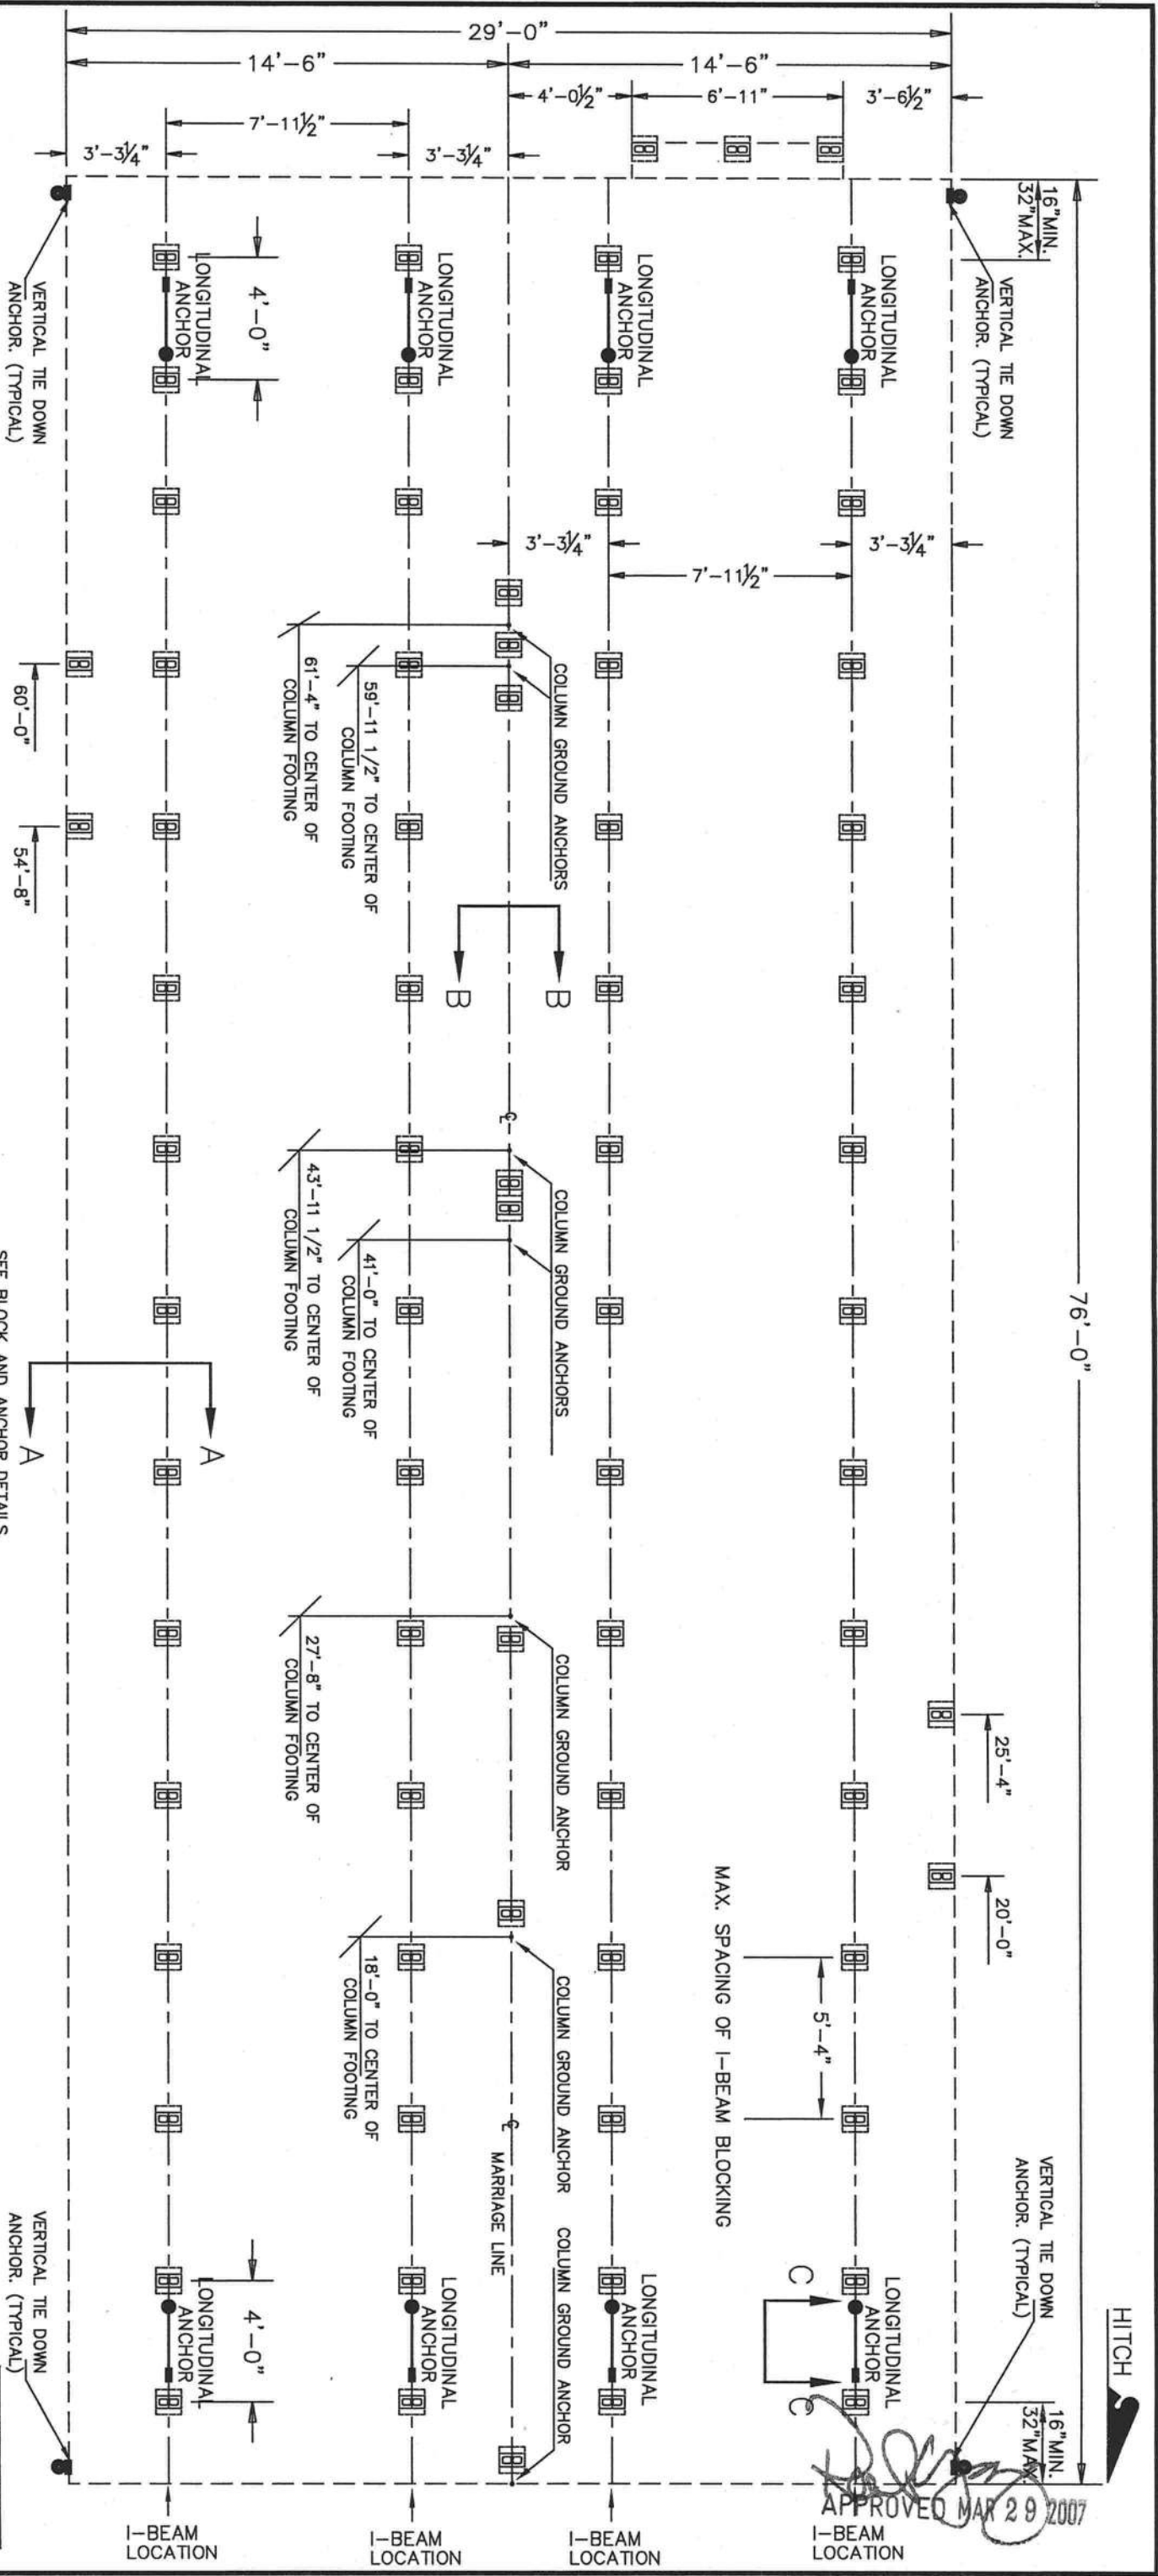 29'-0"
14'-6"
14'-6"
4'-0½"
6'-11"
3'-6½"
7'-11½"
3'-3¼"
3'-3¼"
16"MIN.
32"MAX.
VERTICAL TIE DOWN
ANCHOR. (TYPICAL)
VERTICAL TIE DOWN
ANCHOR. (TYPICAL)
LONGITUDINAL
ANCHOR
LONGITUDINAL
ANCHOR
LONGITUDINAL
ANCHOR
LONGITUDINAL
ANCHOR
4'-0"
3'-3¼"
3'-3¼"
7'-11½"
COLUMN GROUND ANCHORS
59'-11 1/2" TO CENTER OF
COLUMN FOOTING
61'-4" TO CENTER OF
COLUMN FOOTING
60'-0"
54'-8"
B
B
76'-0"
℄
COLUMN GROUND ANCHORS
41'-0" TO CENTER OF
COLUMN FOOTING
43'-11 1/2" TO CENTER OF
COLUMN FOOTING
A
A
SEE BLOCK AND ANCHOR DETAILS
COLUMN GROUND ANCHOR
27'-8" TO CENTER OF
COLUMN FOOTING
25'-4"
20'-0"
MAX. SPACING OF I-BEAM BLOCKING
5'-4"
COLUMN GROUND ANCHOR
18'-0" TO CENTER OF
COLUMN FOOTING
℄ MARRIAGE LINE
COLUMN GROUND ANCHOR
VERTICAL TIE DOWN
ANCHOR. (TYPICAL)
VERTICAL TIE DOWN
ANCHOR. (TYPICAL)
C
C
LONGITUDINAL
ANCHOR
LONGITUDINAL
ANCHOR
LONGITUDINAL
ANCHOR
LONGITUDINAL
ANCHOR
4'-0"
HITCH
16"MIN.
32"MAX.
APPROVED MAR 29 2007
I-BEAM
LOCATION
I-BEAM
LOCATION
I-BEAM
LOCATION
I-BEAM
LOCATION